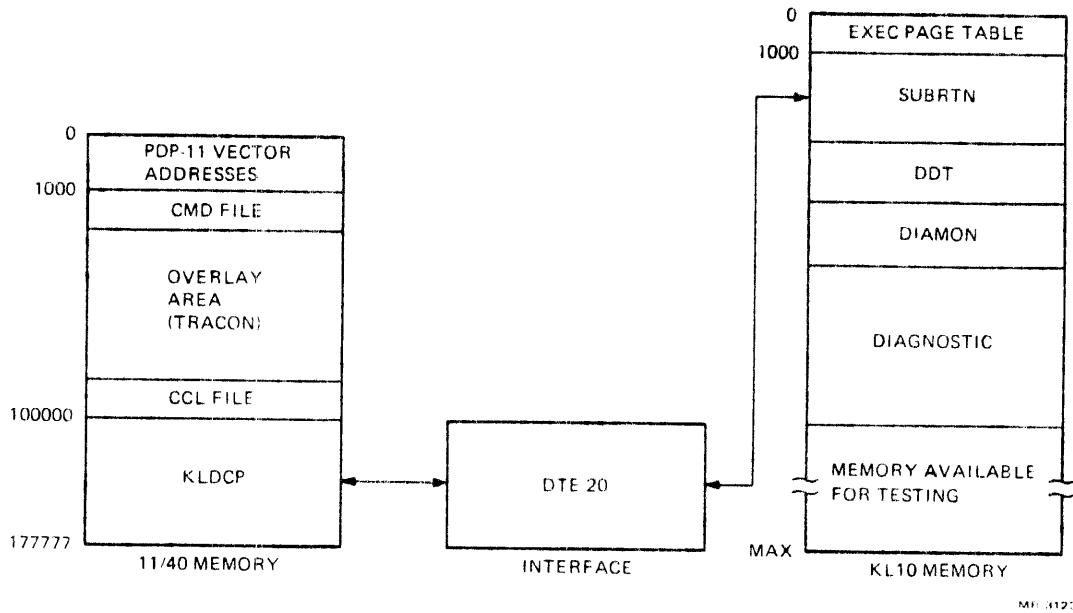 0
PDP-11 VECTOR
ADDRESSES
1000
CMD FILE
OVERLAY
AREA
(TRACON)
CCL FILE
100000
KLDCP
177777
11/40 MEMORY
DTE 20
INTERFACE
0
EXEC PAGE TABLE
1000
SUBRTN
DDT
DIAMON
DIAGNOSTIC
MEMORY AVAILABLE
FOR TESTING
MAX
KL10 MEMORY